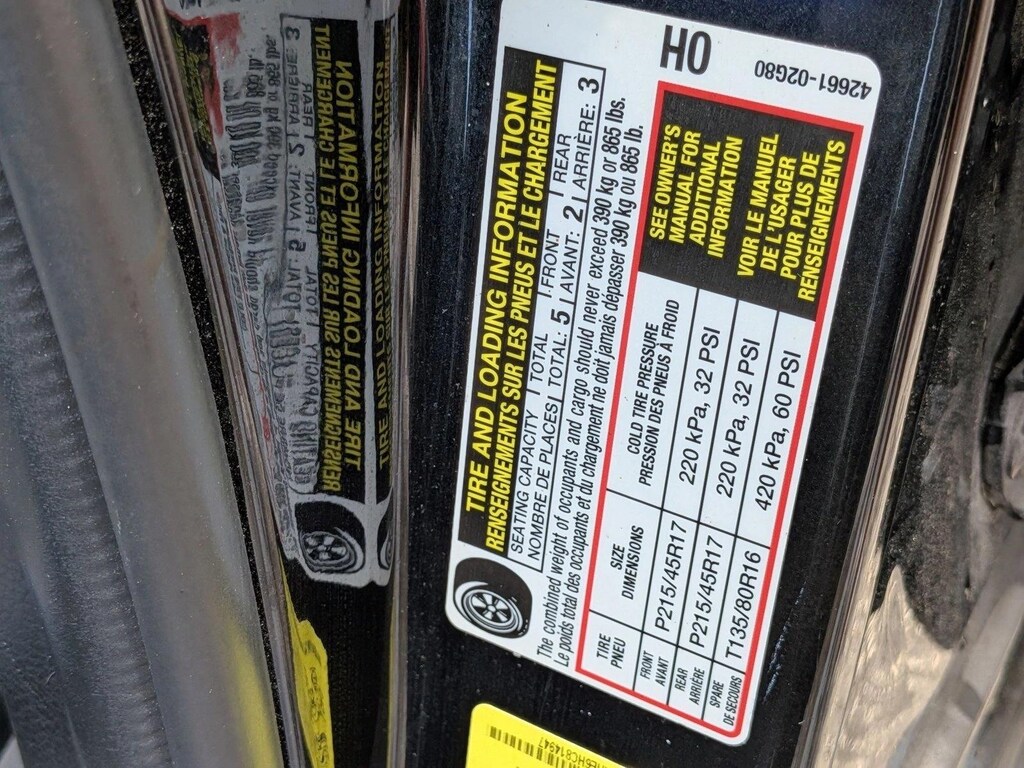 HO
42661-02G80
TIRE AND LOADING INFORMATION
RENSEIGNEMENTS SUR LES PNEUS ET LE CHARGEMENT
SEATING CAPACITY | TOTAL | FRONT | REAR
NOMBRE DE PLACES | TOTAL: 5 | AVANT: 2 | ARRIÈRE: 3
The combined weight of occupants and cargo should never exceed 390 kg or 865 lbs.
Le poids total des occupants et du chargement ne doit jamais dépasser 390 kg ou 865 lb.
TIRE
PNEU
SIZE
DIMENSIONS
COLD TIRE PRESSURE
PRESSION DES PNEUS À FROID
FRONT
AVANT
P215/45R17
220 kPa, 32 PSI
REAR
ARRIÈRE
P215/45R17
220 kPa, 32 PSI
SPARE
DE SECOURS
T135/80R16
420 kPa, 60 PSI
SEE OWNER'S
MANUAL FOR
ADDITIONAL
INFORMATION
VOIR LE MANUEL
DE L'USAGER
POUR PLUS DE
RENSEIGNEMENTS